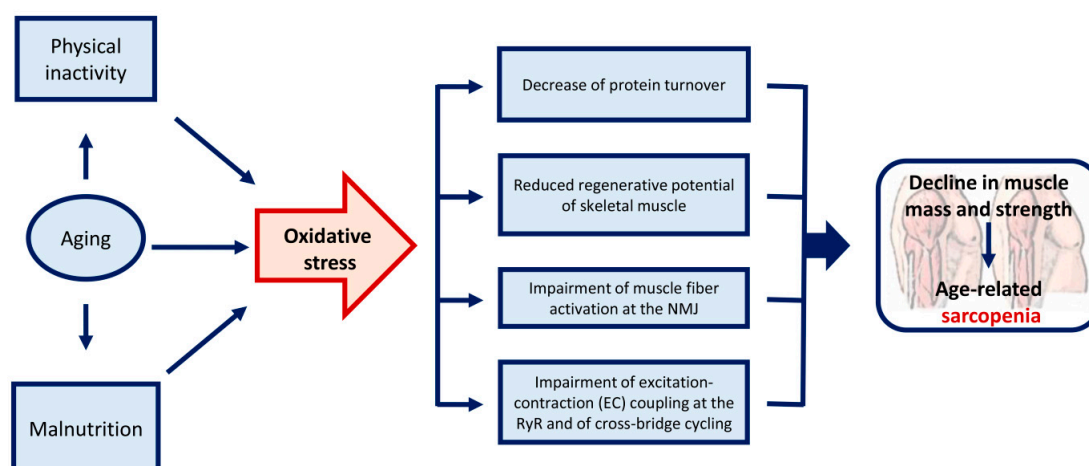 Physical
inactivity
Aging
Malnutrition
Oxidative
stress
Decrease of protein turnover
Reduced regenerative potential
of skeletal muscle
Impairment of muscle fiber
activation at the NMJ
Impairment of excitation-
contraction (EC) coupling at the
RyR and of cross-bridge cycling
Decline in muscle
mass and strength
Age-related
sarcopenia